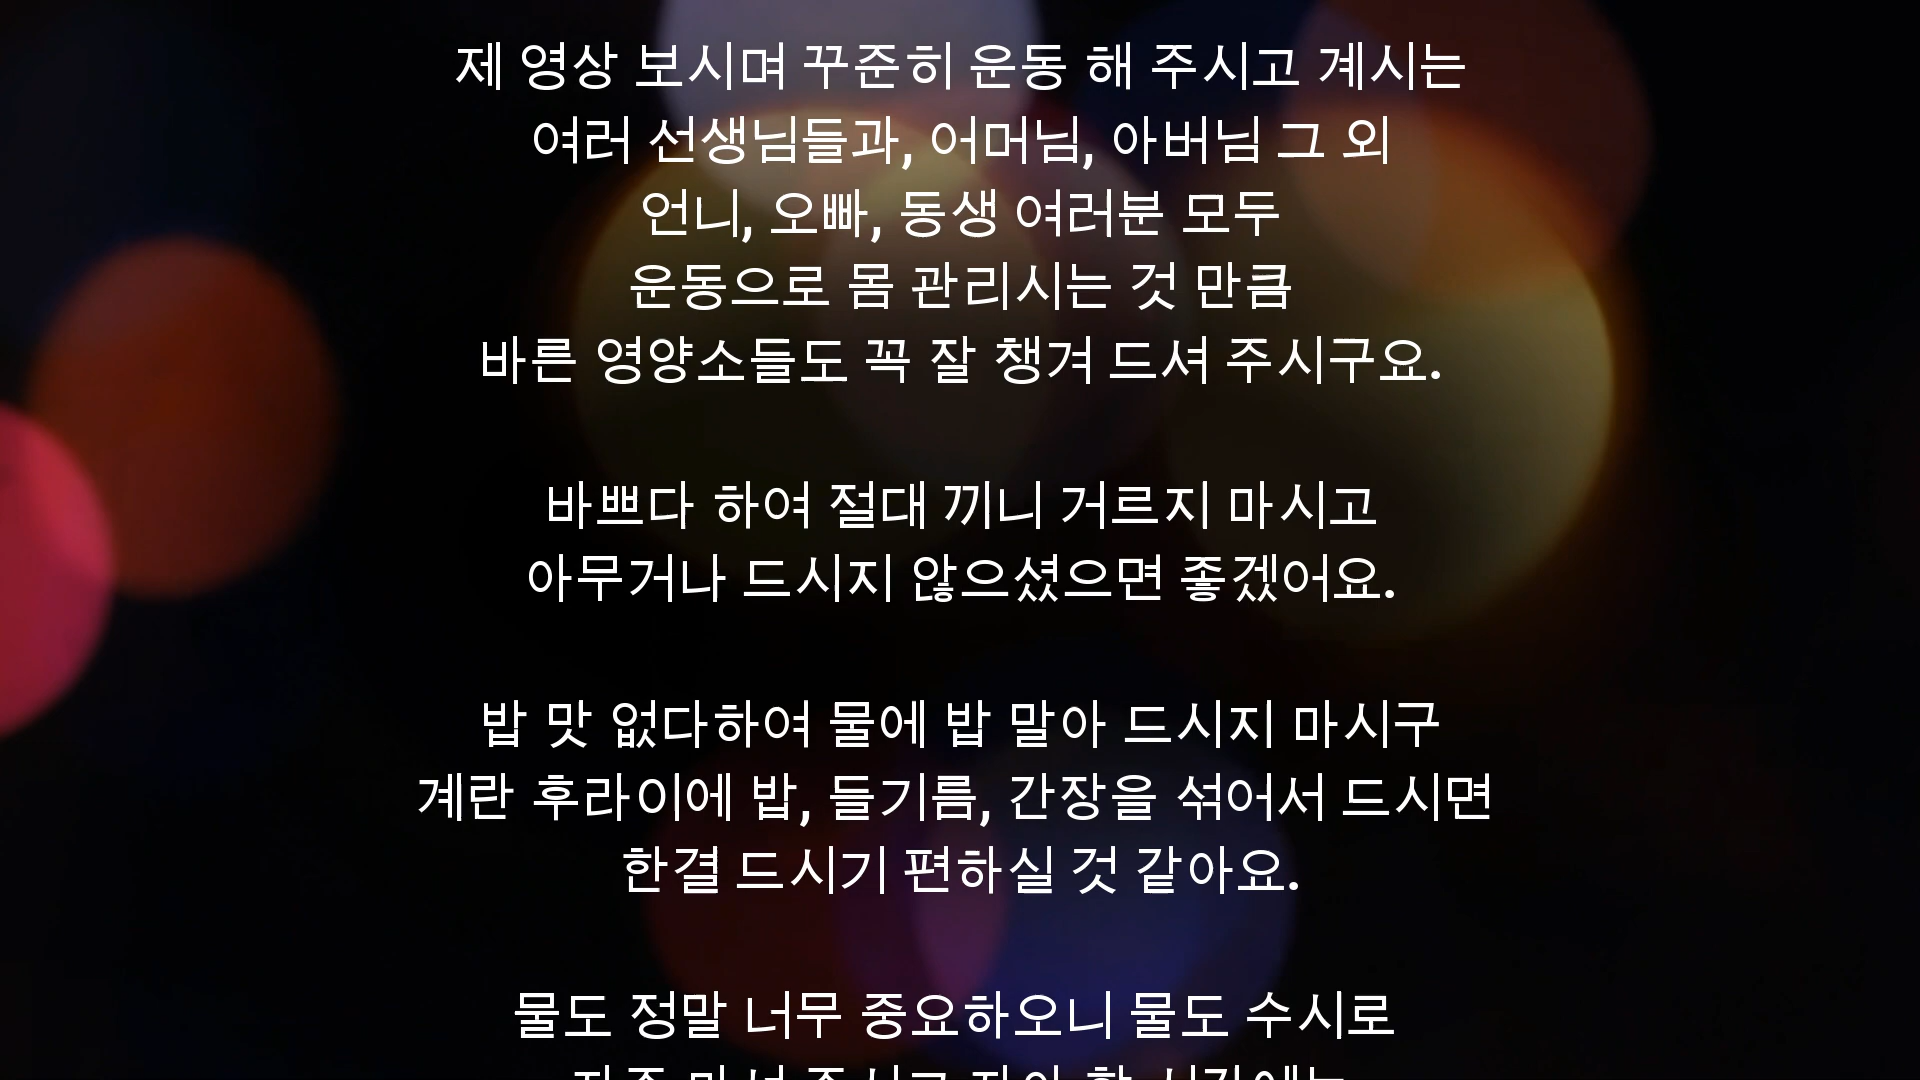 제 영상 보시며 꾸준히 운동 해 주시고 계시는
여러 선생님들과, 어머님, 아버님 그 외
언니, 오빠, 동생 여러분 모두
운동으로 몸 관리시는 것 만큼
바른 영양소들도 꼭 잘 챙겨 드셔 주시구요.
바쁘다 하여 절대 끼니 거르지 마시고
아무거나 드시지 않으셨으면 좋겠어요.
밥 맛 없다하여 물에 밥 말아 드시지 마시구
계란 후라이에 밥, 들기름, 간장을 섞어서 드시면
한결 드시기 편하실 것 같아요.
물도 정말 너무 중요하오니 물도 수시로